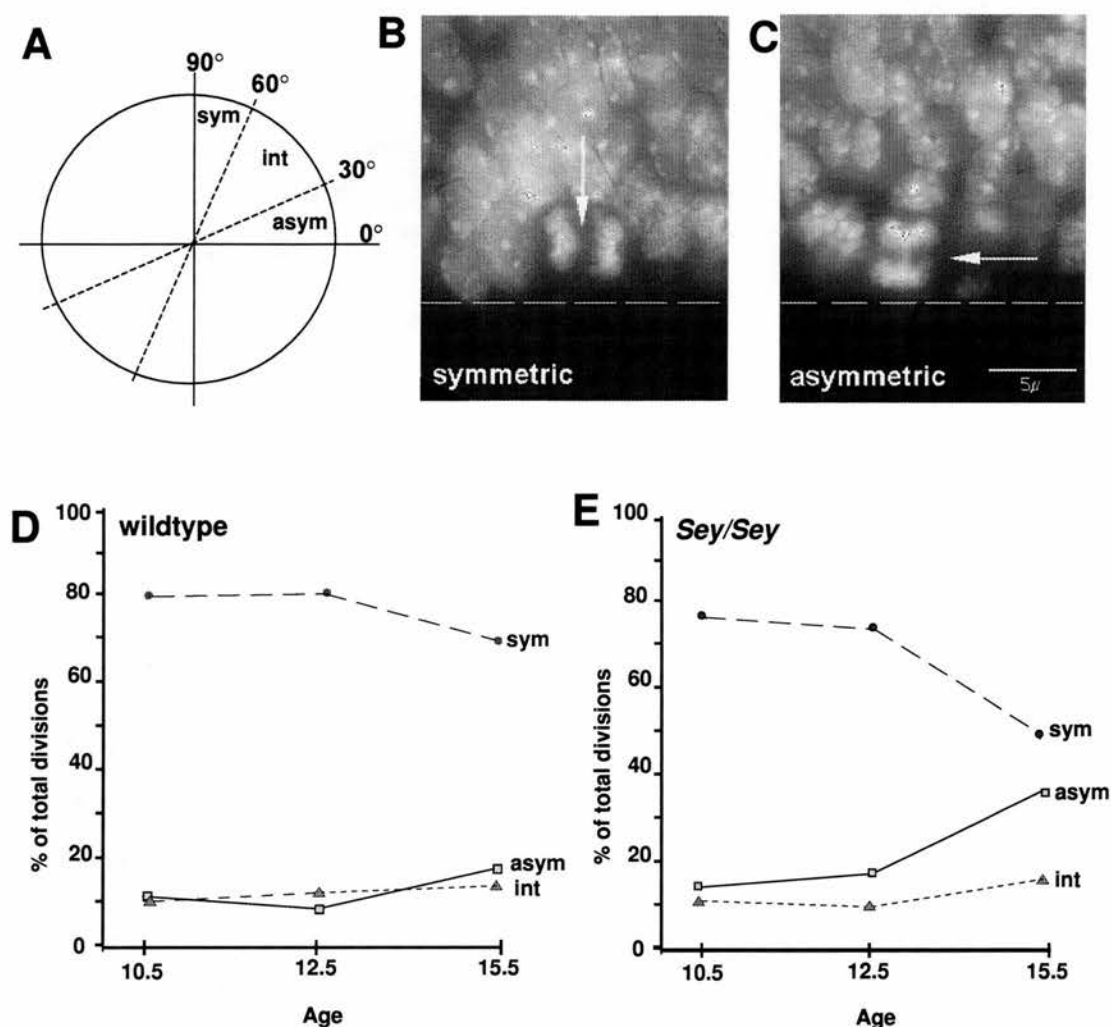 A
90°
60°
sym
int
30°
asym
0°
B
symmetric
C
asymmetric
5µ
D
wildtype
100
80
60
40
20
0
% of total divisions
sym
asym
int
10.5
12.5
15.5
Age
E
Sey/Sey
100
80
60
40
20
0
% of total divisions
sym
asym
int
10.5
12.5
15.5
Age